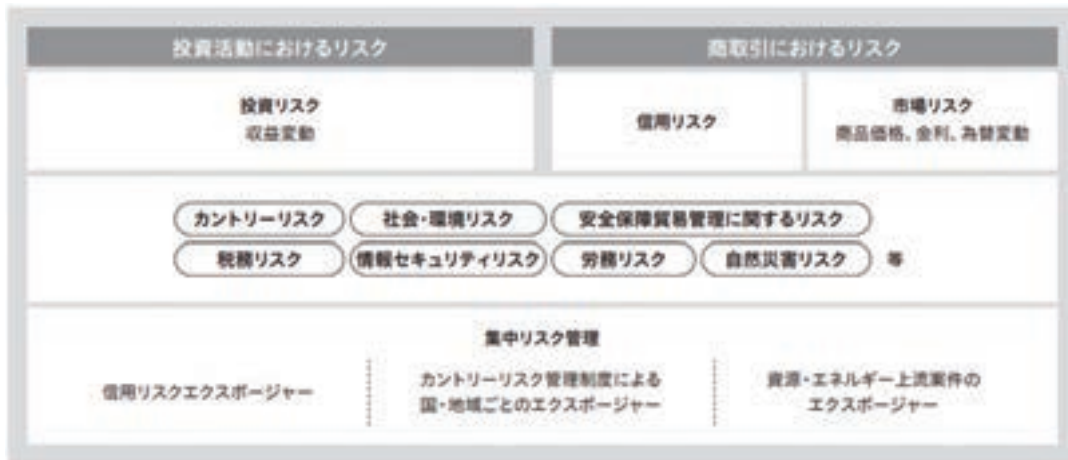 投資活動におけるリスク
商取引におけるリスク
投資リスク
収益変動
信用リスク
市場リスク
商品価格、金利、為替変動
カントリーリスク
社会・環境リスク
安全保障貿易管理に関するリスク
税務リスク
情報セキュリティリスク
労務リスク
自然災害リスク
等
集中リスク管理
信用リスクエクスポージャー
カントリーリスク管理制度による
国・地域ごとのエクスポージャー
資源・エネルギー上流案件の
エクスポージャー